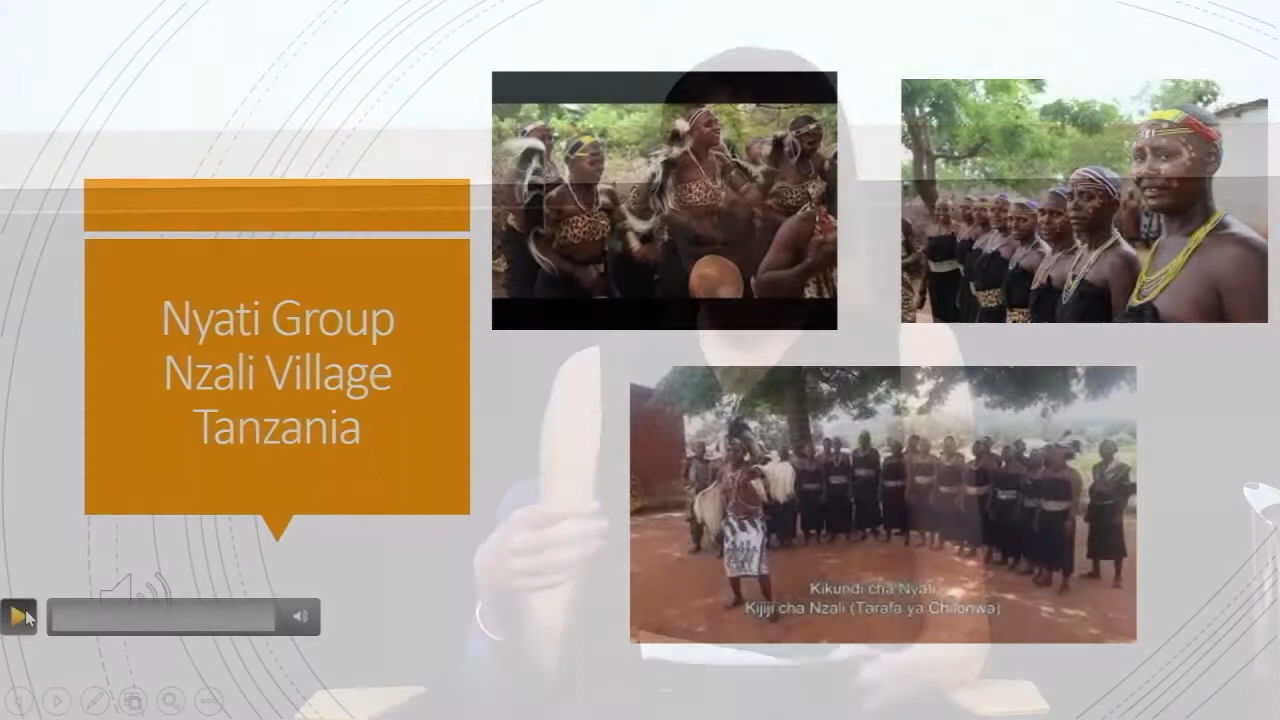 Nyati Group
Nzali Village
Tanzania
Kikundi cha Nyati
Kijiji cha Nzali (Tarafa ya Chilonwa)